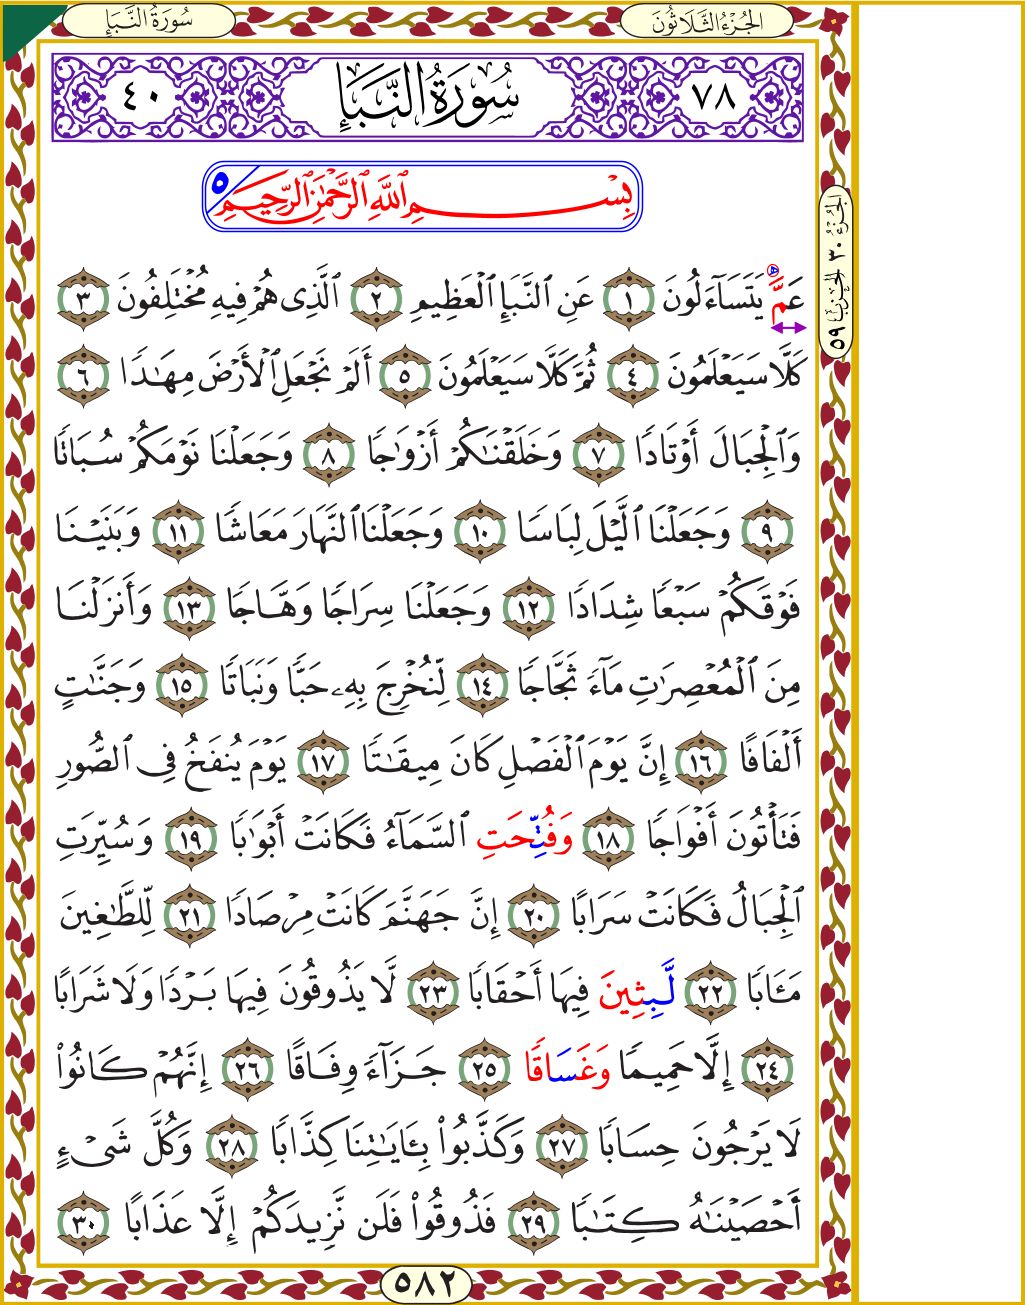 الجُزْءُ الثَّلَاثُونَ
سُورَةُ النَّبَإِ
٧٨
سُورَةُ النَّبَإِ
٤٠
بِسْمِ ٱللَّهِ ٱلرَّحْمَٰنِ ٱلرَّحِيمِ
٥
عَمَّ يَتَسَآءَلُونَ ١ عَنِ ٱلنَّبَإِ ٱلْعَظِيمِ ٢ ٱلَّذِى هُمْ فِيهِ مُخْتَلِفُونَ ٣
كَلَّا سَيَعْلَمُونَ ٤ ثُمَّ كَلَّا سَيَعْلَمُونَ ٥ أَلَمْ نَجْعَلِ ٱلْأَرْضَ مِهَٰدًا ٦
وَٱلْجِبَالَ أَوْتَادًا ٧ وَخَلَقْنَٰكُمْ أَزْوَٰجًا ٨ وَجَعَلْنَا نَوْمَكُمْ سُبَاتًا
٩ وَجَعَلْنَا ٱلَّيْلَ لِبَاسًا ١٠ وَجَعَلْنَا ٱلنَّهَارَ مَعَاشًا ١١ وَبَنَيْنَا
فَوْقَكُمْ سَبْعًا شِدَادًا ١٢ وَجَعَلْنَا سِرَاجًا وَهَّاجًا ١٣ وَأَنزَلْنَا
مِنَ ٱلْمُعْصِرَٰتِ مَآءً ثَجَّاجًا ١٤ لِّنُخْرِجَ بِهِۦ حَبًّا وَنَبَاتًا ١٥ وَجَنَّٰتٍ
أَلْفَافًا ١٦ إِنَّ يَوْمَ ٱلْفَصْلِ كَانَ مِيقَٰتًا ١٧ يَوْمَ يُنفَخُ فِى ٱلصُّورِ
فَتَأْتُونَ أَفْوَاجًا ١٨ وَفُتِّحَتِ ٱلسَّمَآءُ فَكَانَتْ أَبْوَٰبًا ١٩ وَسُيِّرَتِ
ٱلْجِبَالُ فَكَانَتْ سَرَابًا ٢٠ إِنَّ جَهَنَّمَ كَانَتْ مِرْصَادًا ٢١ لِّلطَّٰغِينَ
مَـَٔابًا ٢٢ لَّبِثِينَ فِيهَا أَحْقَابًا ٢٣ لَّا يَذُوقُونَ فِيهَا بَرْدًا وَلَا شَرَابًا
٢٤ إِلَّا حَمِيمًا وَغَسَاقًا ٢٥ جَزَآءً وِفَاقًا ٢٦ إِنَّهُمْ كَانُوا۟
لَا يَرْجُونَ حِسَابًا ٢٧ وَكَذَّبُوا۟ بِـَٔايَٰتِنَا كِذَّابًا ٢٨ وَكُلَّ شَىْءٍ
أَحْصَيْنَٰهُ كِتَٰبًا ٢٩ فَذُوقُوا۟ فَلَن نَّزِيدَكُمْ إِلَّا عَذَابًا ٣٠
الجُزْءُ ٣٠ الحِزْبُ ٥٩
٥٨٢